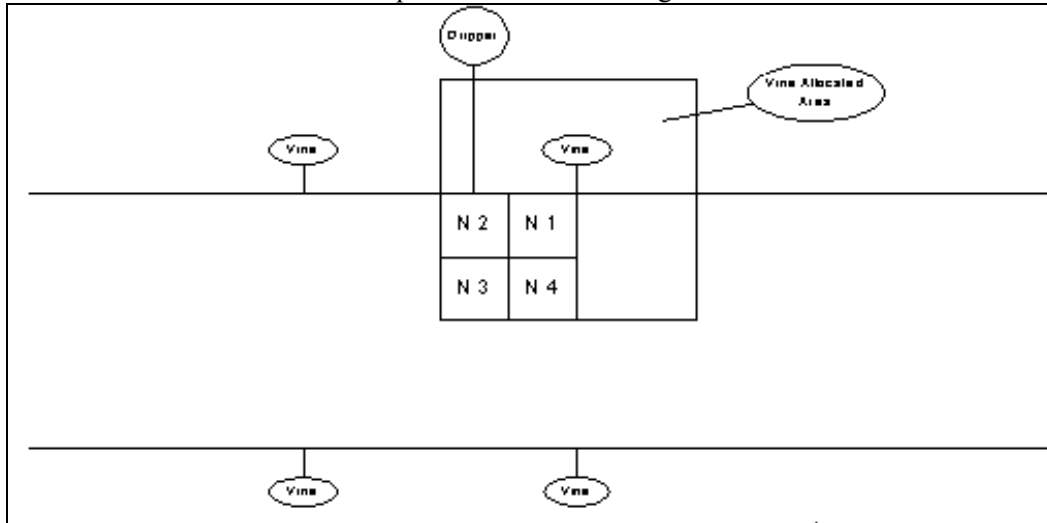 Dripper
Vine Allocated
Area
Vine
Vine
N 2
N 1
N 3
N 4
Vine
Vine